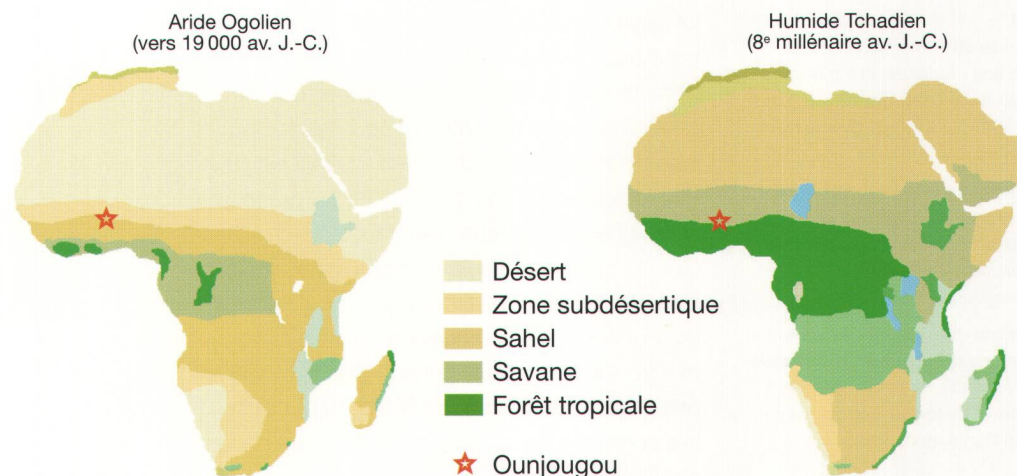 Aride Ogolien
(vers 19 000 av. J.-C.)
Humide Tchadien
(8e millénaire av. J.-C.)
Désert
Zone subdésertique
Sahel
Savane
Forêt tropicale
Ounjougou